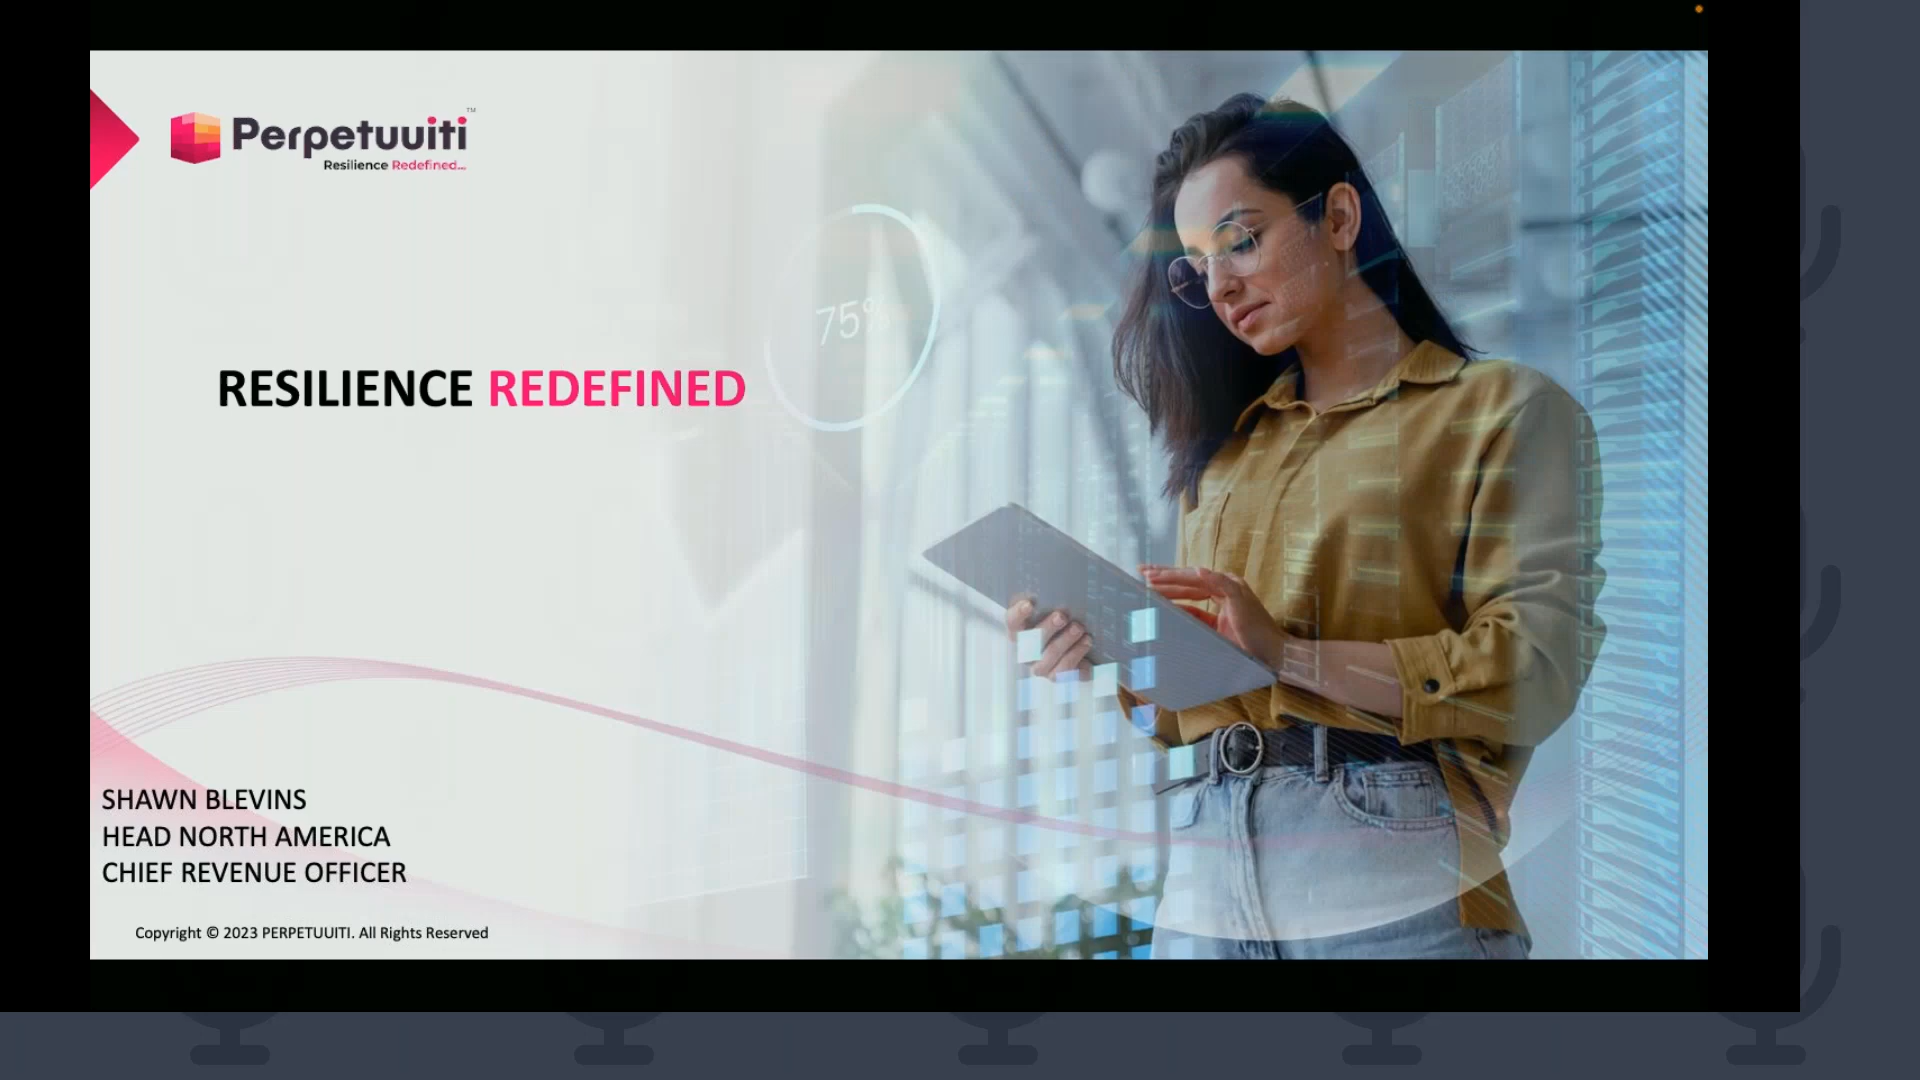 Perpetuuiti™
Resilience Redefined...
75%
RESILIENCE REDEFINED
SHAWN BLEVINS
HEAD NORTH AMERICA
CHIEF REVENUE OFFICER
Copyright © 2023 PERPETUUITI. All Rights Reserved